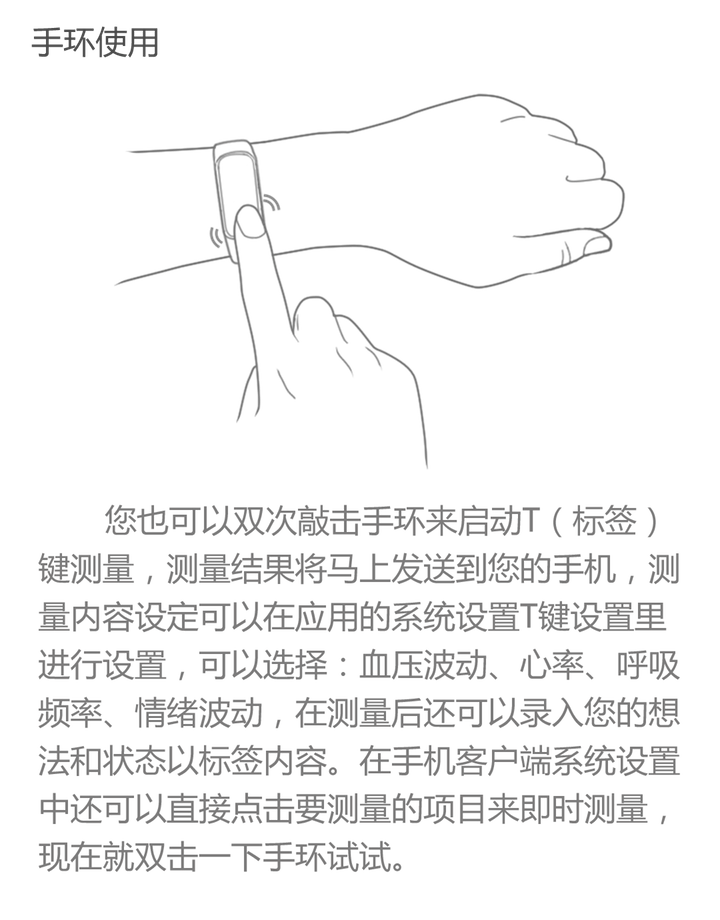 手环使用
您也可以双次敲击手环来启动T（标签）
键测量，测量结果将马上发送到您的手机，测
量内容设定可以在应用的系统设置T键设置里
进行设置，可以选择：血压波动、心率、呼吸
频率、情绪波动，在测量后还可以录入您的想
法和状态以标签内容。在手机客户端系统设置
中还可以直接点击要测量的项目来即时测量，
现在就双击一下手环试试。